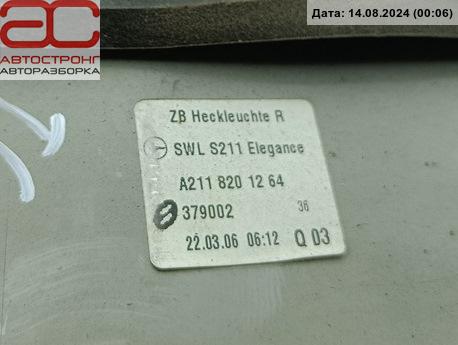 Дата: 14.08.2024 (00:06)
ac
АВТОСТРОНГ
АВТОРАЗБОРКА
ZB Heckleuchte R
SWL S211 Elegance
A211 820 12 64
379002 36
22.03.06 06:12 Q 03